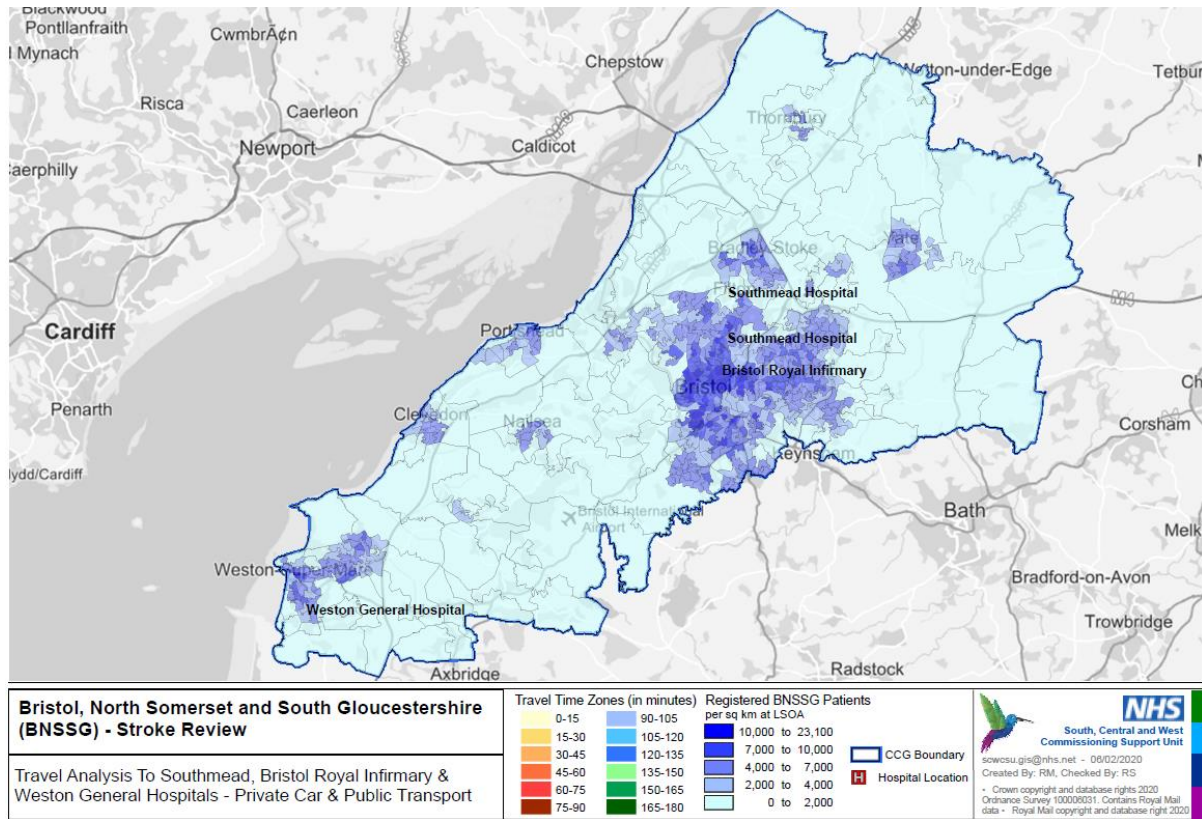 Blackwood
Pontllanfraith
CwmbrÃ¢n
Mynach
Risca
Caerleon
Caerphilly
Newport
Chepstow
Caldicot
Wotton-under-Edge
Tetbury
Thornbury
Bradley Stoke
Yate
Southmead Hospital
Southmead Hospital
Portishead
Bristol Royal Infirmary
Bristol
Cardiff
Penarth
Clevedon
Nailsea
Keynsham
Corsham
Bristol International
Airport
Bath
Melk
Weston-Super-Mare
Weston General Hospital
Bradford-on-Avon
Trowbridge
Axbridge
Radstock
M4
Bristol, North Somerset and South Gloucestershire
(BNSSG) - Stroke Review
Travel Analysis To Southmead, Bristol Royal Infirmary &
Weston General Hospitals - Private Car & Public Transport
Travel Time Zones (in minutes)
0-15
15-30
30-45
45-60
60-75
75-90
90-105
105-120
120-135
135-150
150-165
165-180
Registered BNSSG Patients
per sq km at LSOA
10,000 to 23,100
7,000 to 10,000
4,000 to 7,000
2,000 to 4,000
0 to 2,000
CCG Boundary
H Hospital Location
NHS
South, Central and West
Commissioning Support Unit
scwcsu.gis@nhs.net - 06/02/2020
Created By: RM, Checked By: RS
• Crown copyright and database rights 2020
Ordnance Survey 100006031. Contains Royal Mail
data • Royal Mail copyright and database right 2020